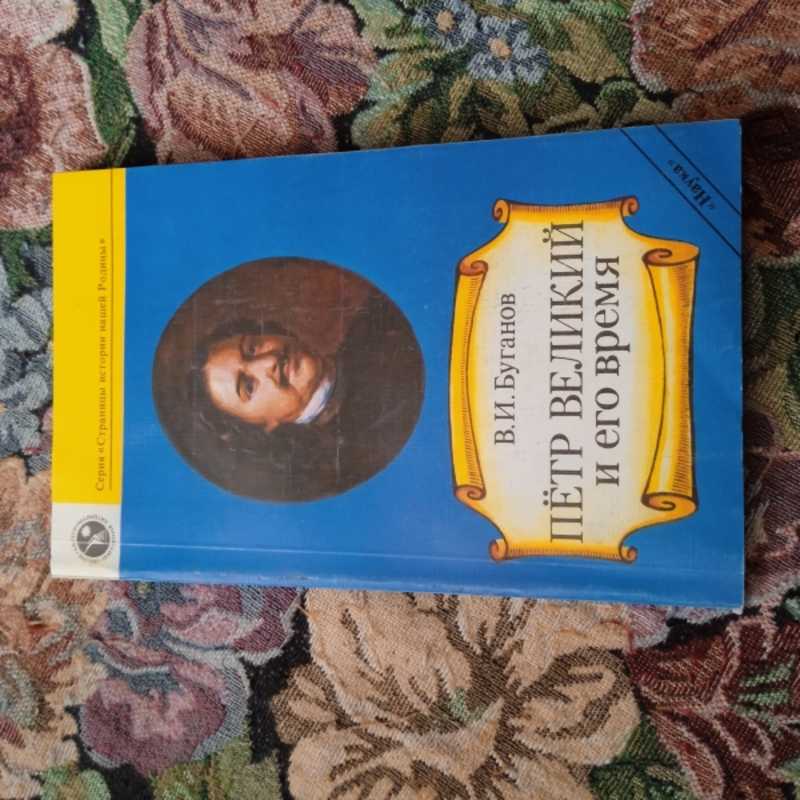 Серия «Страницы истории нашей Родины»
В.И.Буганов
ПЁТР ВЕЛИКИЙ
и его время
«Наука»